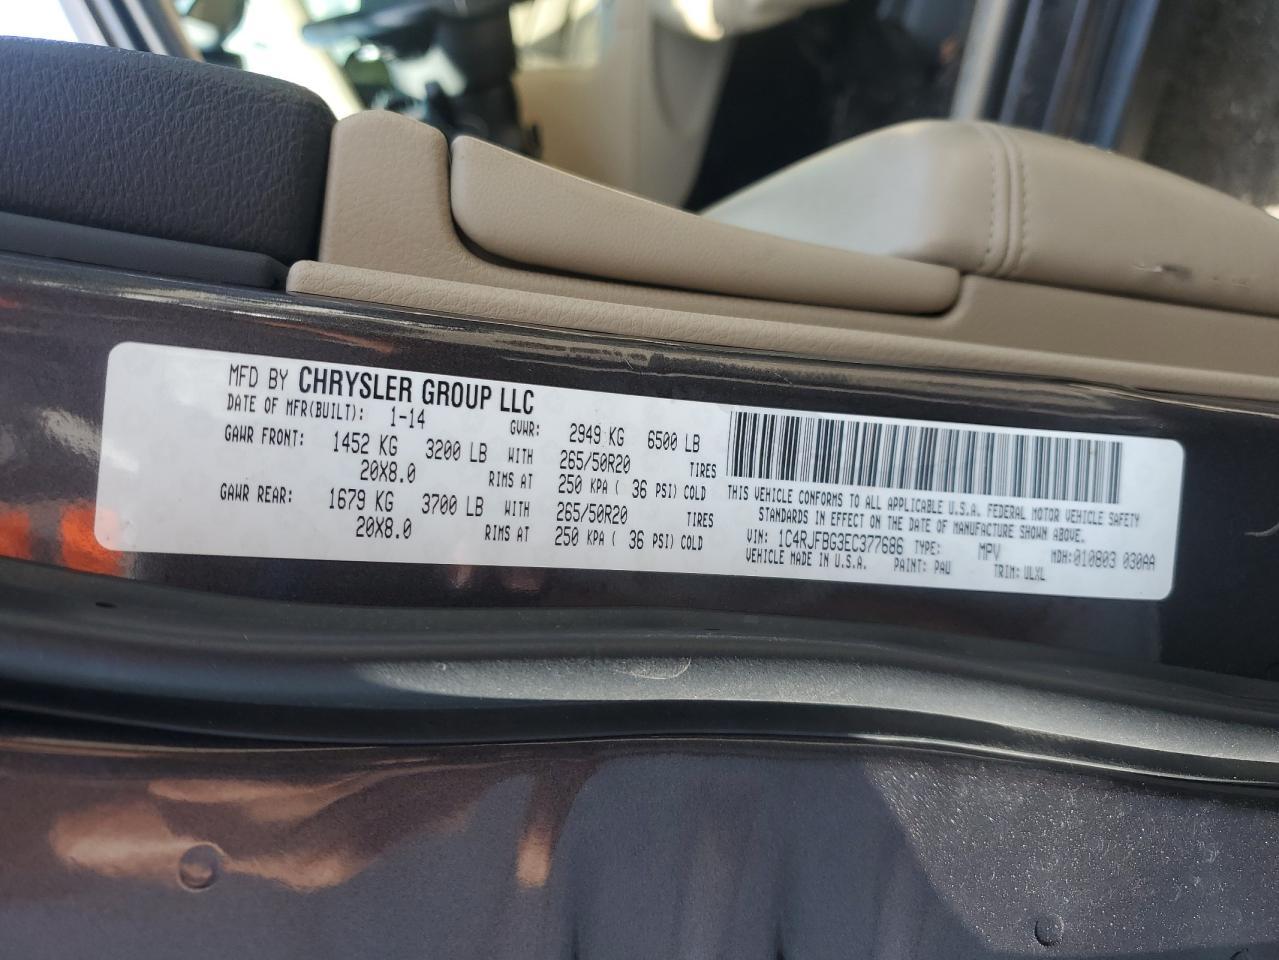 MFD BY CHRYSLER GROUP LLC
DATE OF MFR(BUILT): 1-14 GVWR: 2949 KG 6500 LB
GAWR FRONT: 1452 KG 3200 LB WITH 265/50R20 TIRES
20X8.0 RIMS AT 250 KPA ( 36 PSI) COLD
GAWR REAR: 1679 KG 3700 LB WITH 265/50R20 TIRES
20X8.0 RIMS AT 250 KPA ( 36 PSI) COLD
THIS VEHICLE CONFORMS TO ALL APPLICABLE U.S.A. FEDERAL MOTOR VEHICLE SAFETY
STANDARDS IN EFFECT ON THE DATE OF MANUFACTURE SHOWN ABOVE.
VIN: 1C4RJFBG3EC377686 TYPE: MPV MDH:010803 030AA
VEHICLE MADE IN U.S.A. PAINT: PAU TRIM: ULXL